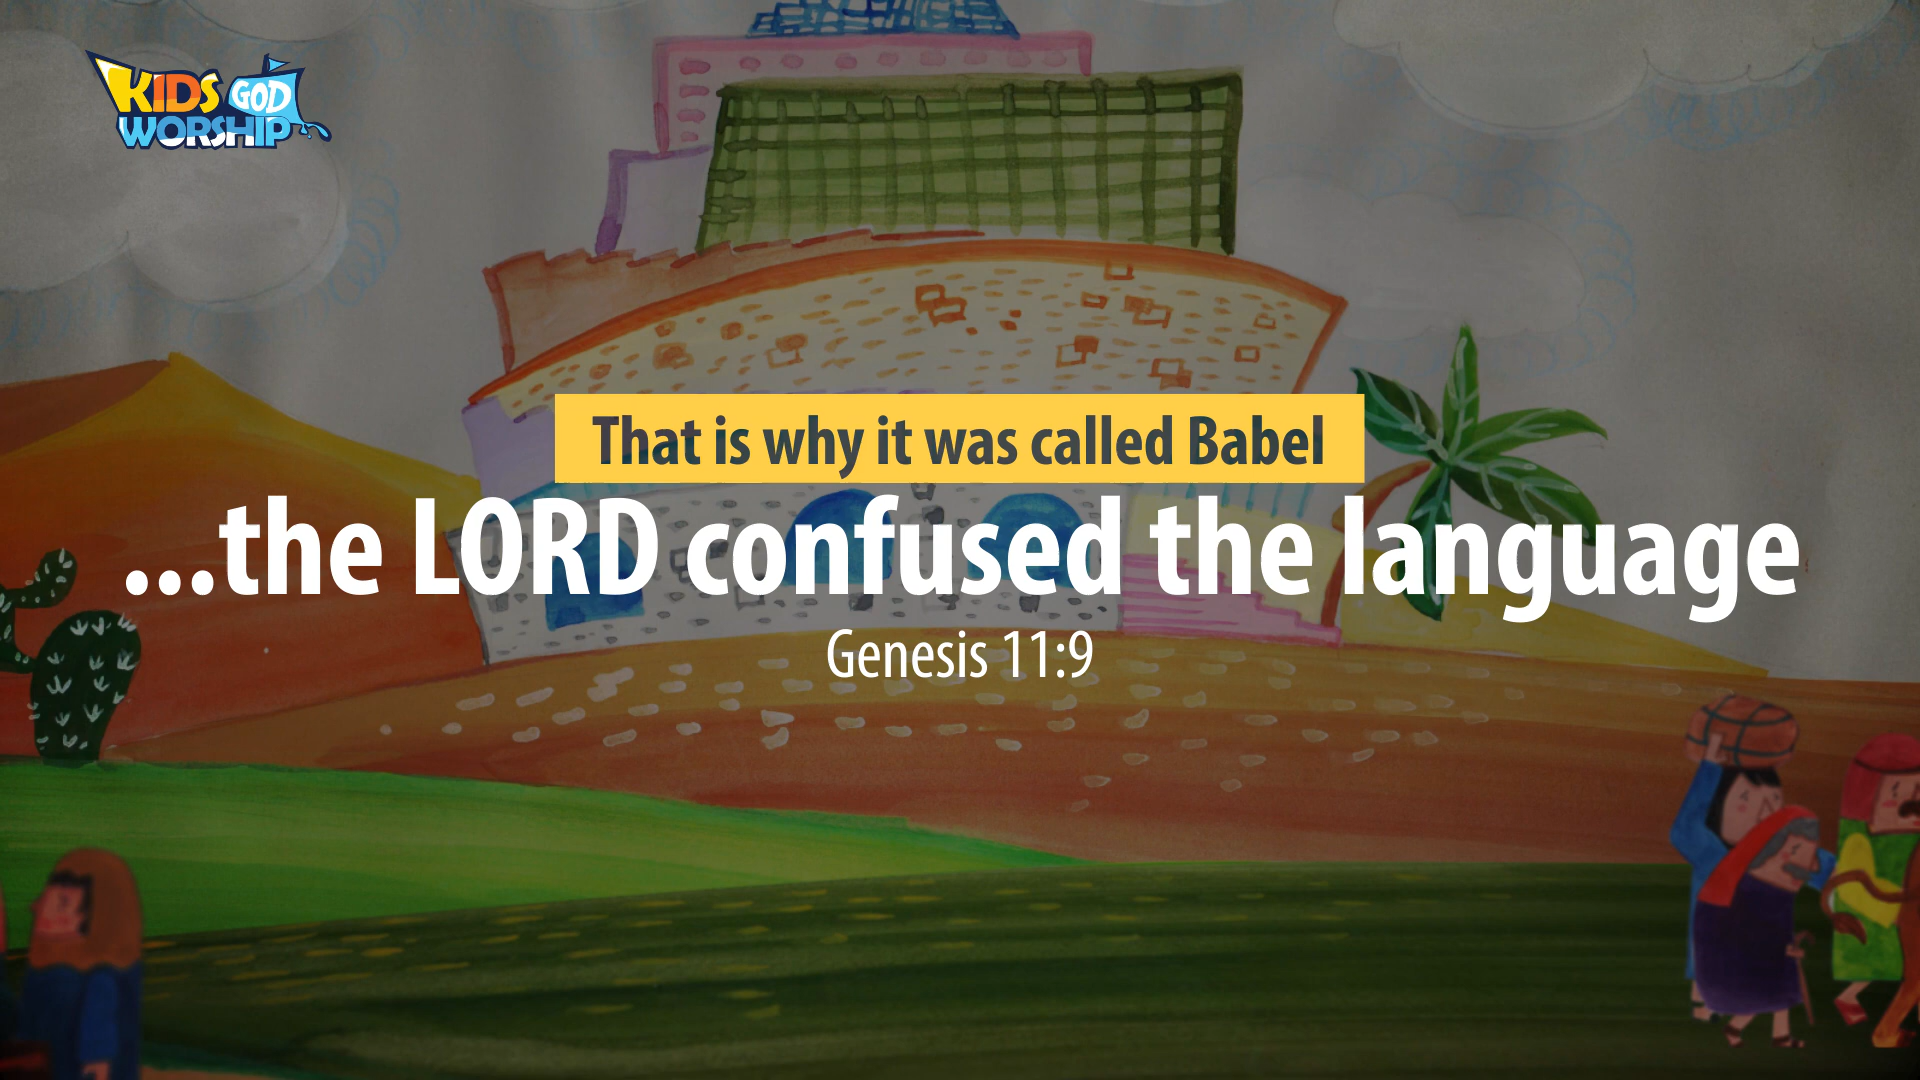 KIDS GOD
WORSHIP
That is why it was called Babel
...the LORD confused the language
Genesis 11:9